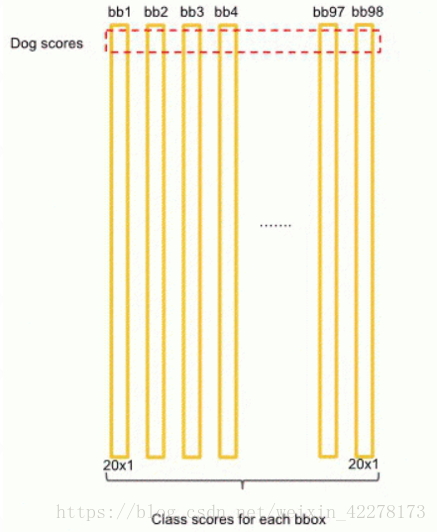 bb1 bb2 bb3 bb4 bb97 bb98
Dog scores
.......
20x1 20x1
https://blog.csdn.net/weixin_42278173
Class scores for each bbox